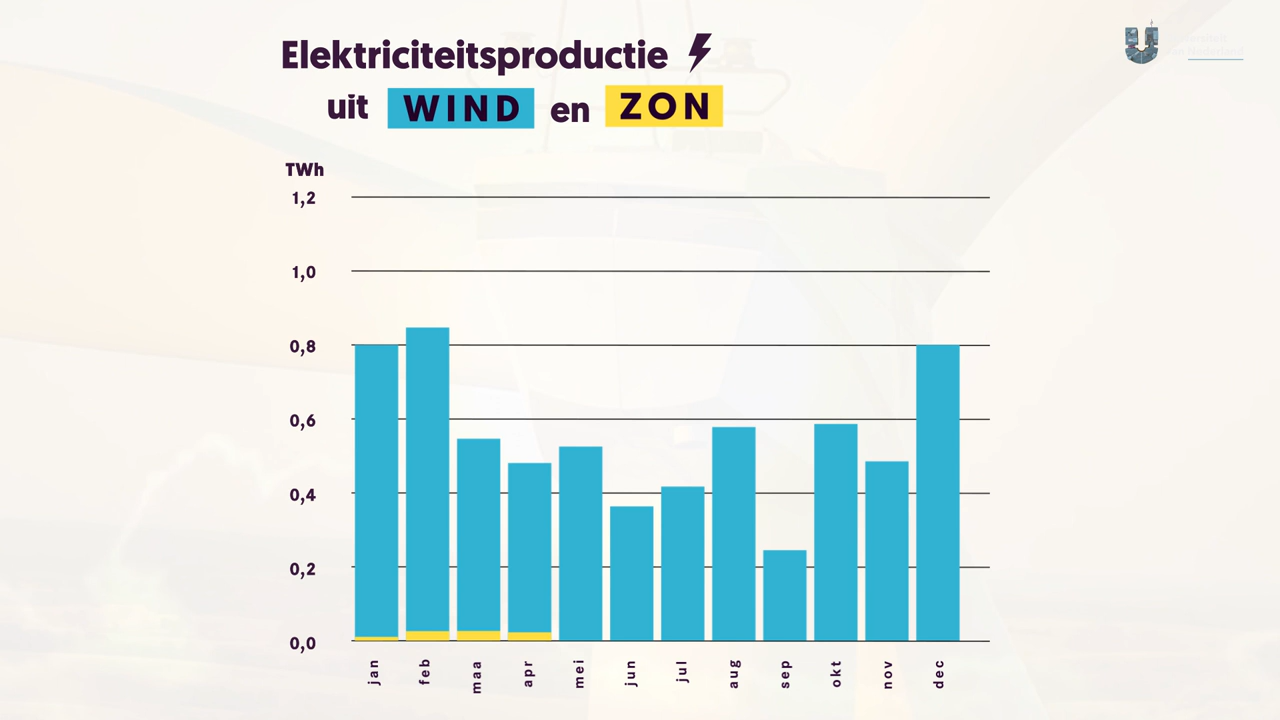 Elektriciteitsproductie
uit WIND en ZON
TWh
1,2
1,0
0,8
0,6
0,4
0,2
0,0
jan feb maa apr mei jun jul aug sep okt nov dec